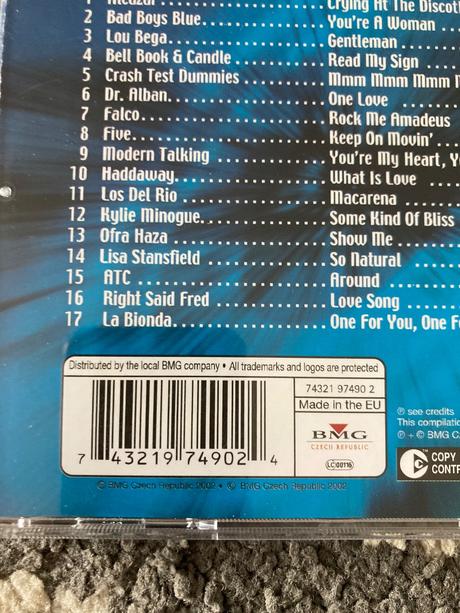 Crying At The Discot
2 Bad Boys Blue................You're A Woman
3 Lou Bega................Gentleman
4 Bell Book & Candle................Read My Sign
5 Crash Test Dummies................Mmm Mmm Mmm M
6 Dr. Alban................One Love
7 Falco................Rock Me Amadeus
8 Five................Keep On Movin'
9 Modern Talking................You're My Heart, Yo
10 Haddaway................What Is Love
11 Los Del Rio................Macarena
12 Kylie Minogue................Some Kind Of Bliss
13 Ofra Haza................Show Me
14 Lisa Stansfield................So Natural
15 ATC................Around
16 Right Said Fred................Love Song
17 La Bionda................One For You, One F
Distributed by the local BMG company • All trademarks and logos are protected
74321 97490 2
Made in the EU
BMG
CZECH REPUBLIC
LC 00116
7 43219 74902 4
© BMG Czech Republic 2002 • © BMG Czech Republic 2002
℗ see credits
This compilation
℗ + © BMG C
COPY
CONTR